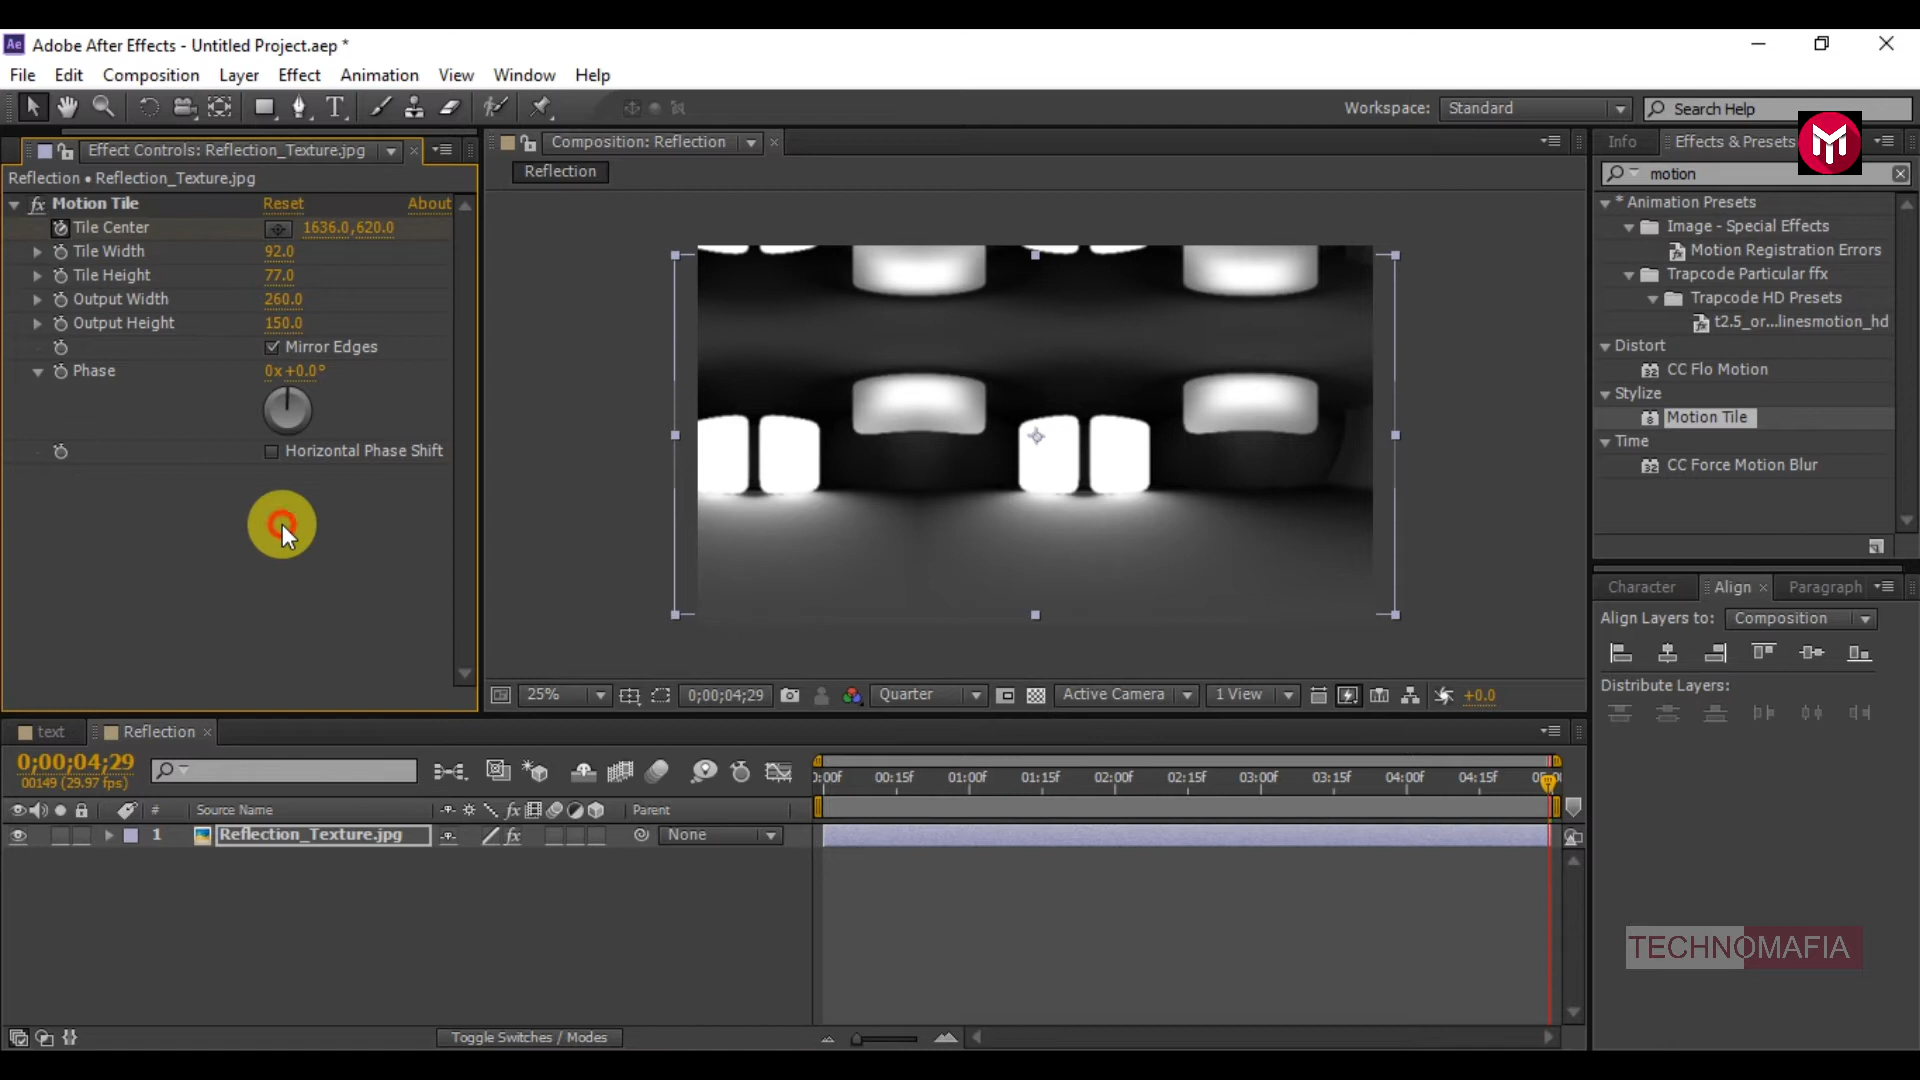 Ae Adobe After Effects - Untitled Project.aep *
File Edit Composition Layer Effect Animation View Window Help
T Workspace: Standard Search Help
Effect Controls: Reflection_Texture.jpg × Composition: Reflection × Info Effects & Presets
Reflection • Reflection_Texture.jpg Reflection motion
fx Motion Tile Reset About * Animation Presets
Tile Center 1636.0,620.0 Image - Special Effects
Tile Width 92.0 Motion Registration Errors
Tile Height 77.0 Trapcode Particular ffx
Output Width 260.0 Trapcode HD Presets
Output Height 150.0 t2.5_or...linesmotion_hd
Mirror Edges Distort
Phase 0x+0.0° CC Flo Motion
Stylize
Motion Tile
Time
Horizontal Phase Shift CC Force Motion Blur
Character Align × Paragraph
Align Layers to: Composition
Distribute Layers:
25% 0;00;04;29 Quarter Active Camera 1 View +0.0
text Reflection ×
0;00;04;29
00149 (29.97 fps)
0:00f 00:15f 01:00f 01:15f 02:00f 02:15f 03:00f 03:15f 04:00f 04:15f
# Source Name fx Parent
1 Reflection_Texture.jpg fx None
TECHNOMAFIA
Toggle Switches / Modes